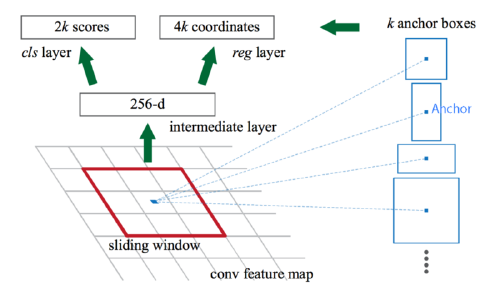 2k scores
4k coordinates
k anchor boxes
cls layer
reg layer
256-d
Anchor
intermediate layer
sliding window
conv feature map